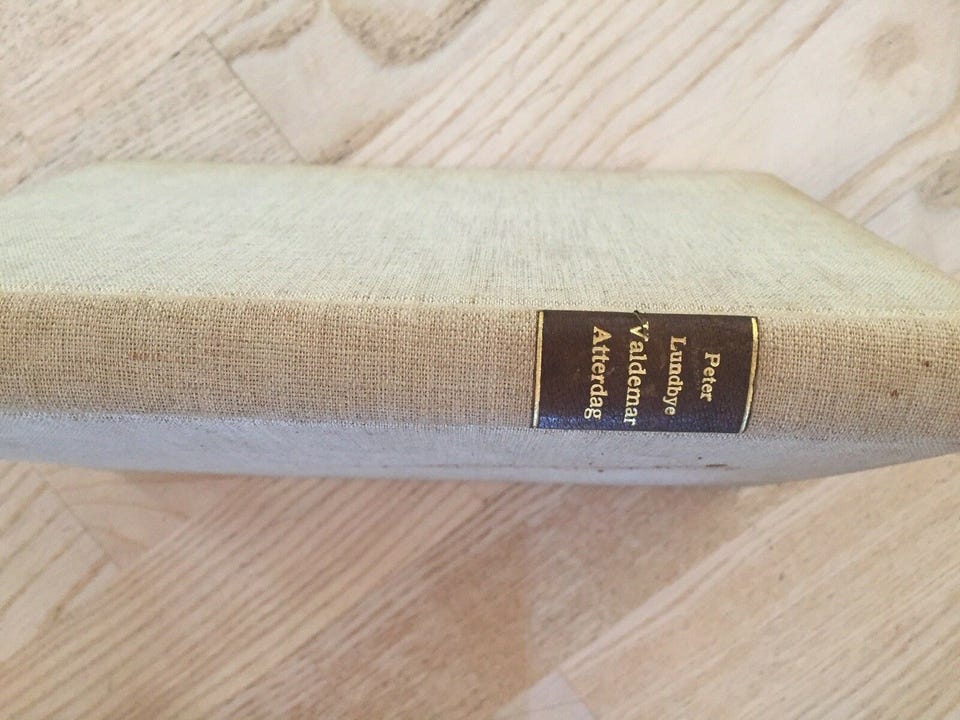 Peter
Lundbye
Valdemar
Atterdag